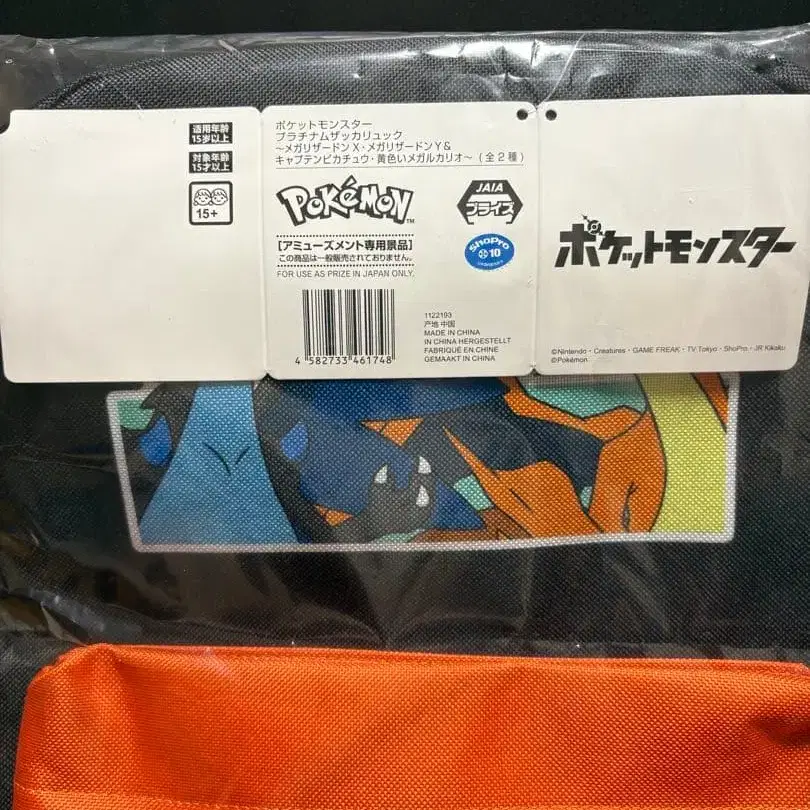 适用年龄
15岁以上
対象年齢
15才以上
15+
ポケットモンスター
プラチナムザッカリュック
～メガリザードンX・メガリザードンY＆
キャプテンピカチュウ・黄色いメガルカリオ～（全2種）
POKéMON
TM
【アミューズメント専用景品】
この商品は一般販売されておりません。
FOR USE AS PRIZE IN JAPAN ONLY.
4 582733 461748
JAIA
プライズ
ShoPro
10
1122193
产地 中国
MADE IN CHINA
IN CHINA HERGESTELLT
FABRIQUÉ EN CHINE
GEMAAKT IN CHINA
ポケットモンスター
©Nintendo・Creatures・GAME FREAK・TV Tokyo・ShoPro・JR Kikaku
©Pokémon